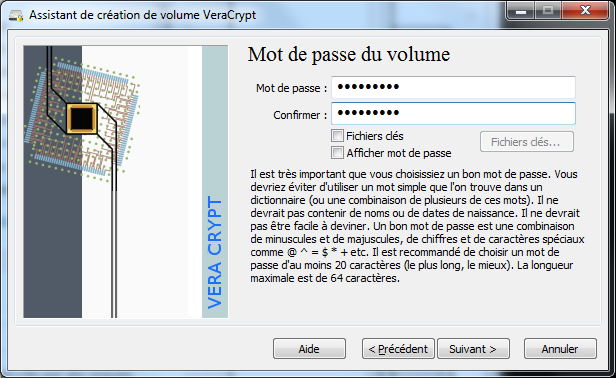 Assistant de création de volume VeraCrypt
Mot de passe du volume
Mot de passe : •••••••••
Confirmer : •••••••••
Fichiers clés
Fichiers clés...
Afficher mot de passe
Il est très important que vous choisissiez un bon mot de passe. Vous
devriez éviter d'utiliser un mot simple que l'on trouve dans un
dictionnaire (ou une combinaison de plusieurs de ces mots). Il ne
devrait pas contenir de noms ou de dates de naissance. Il ne devrait
pas être facile à deviner. Un bon mot de passe est une combinaison
de minuscules et de majuscules, de chiffres et de caractères spéciaux
comme @ ^ = $ * + etc. Il est recommandé de choisir un mot de
passe d'au moins 20 caractères (le plus long, le mieux). La longueur
maximale est de 64 caractères.
VERA CRYPT
Aide
< Précédent
Suivant >
Annuler